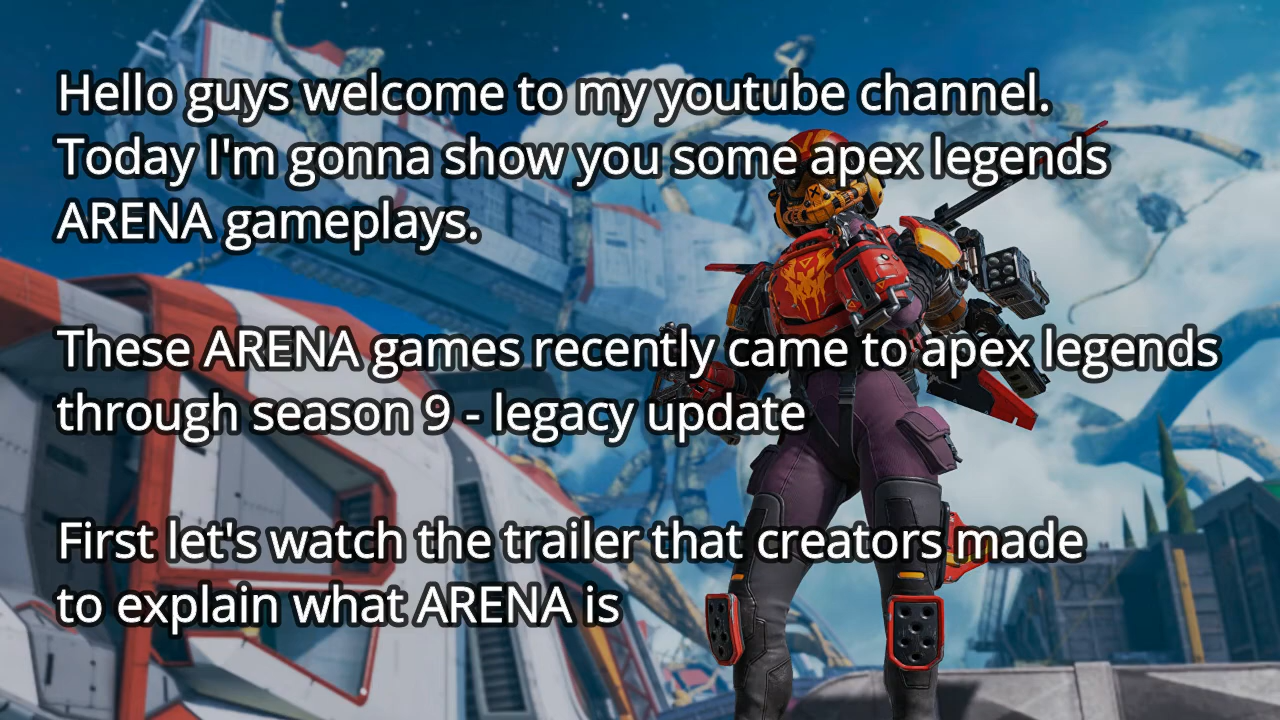 Hello guys welcome to my youtube channel.
Today I'm gonna show you some apex legends
ARENA gameplays.
These ARENA games recently came to apex legends
through season 9 - legacy update
First let's watch the trailer that creators made
to explain what ARENA is